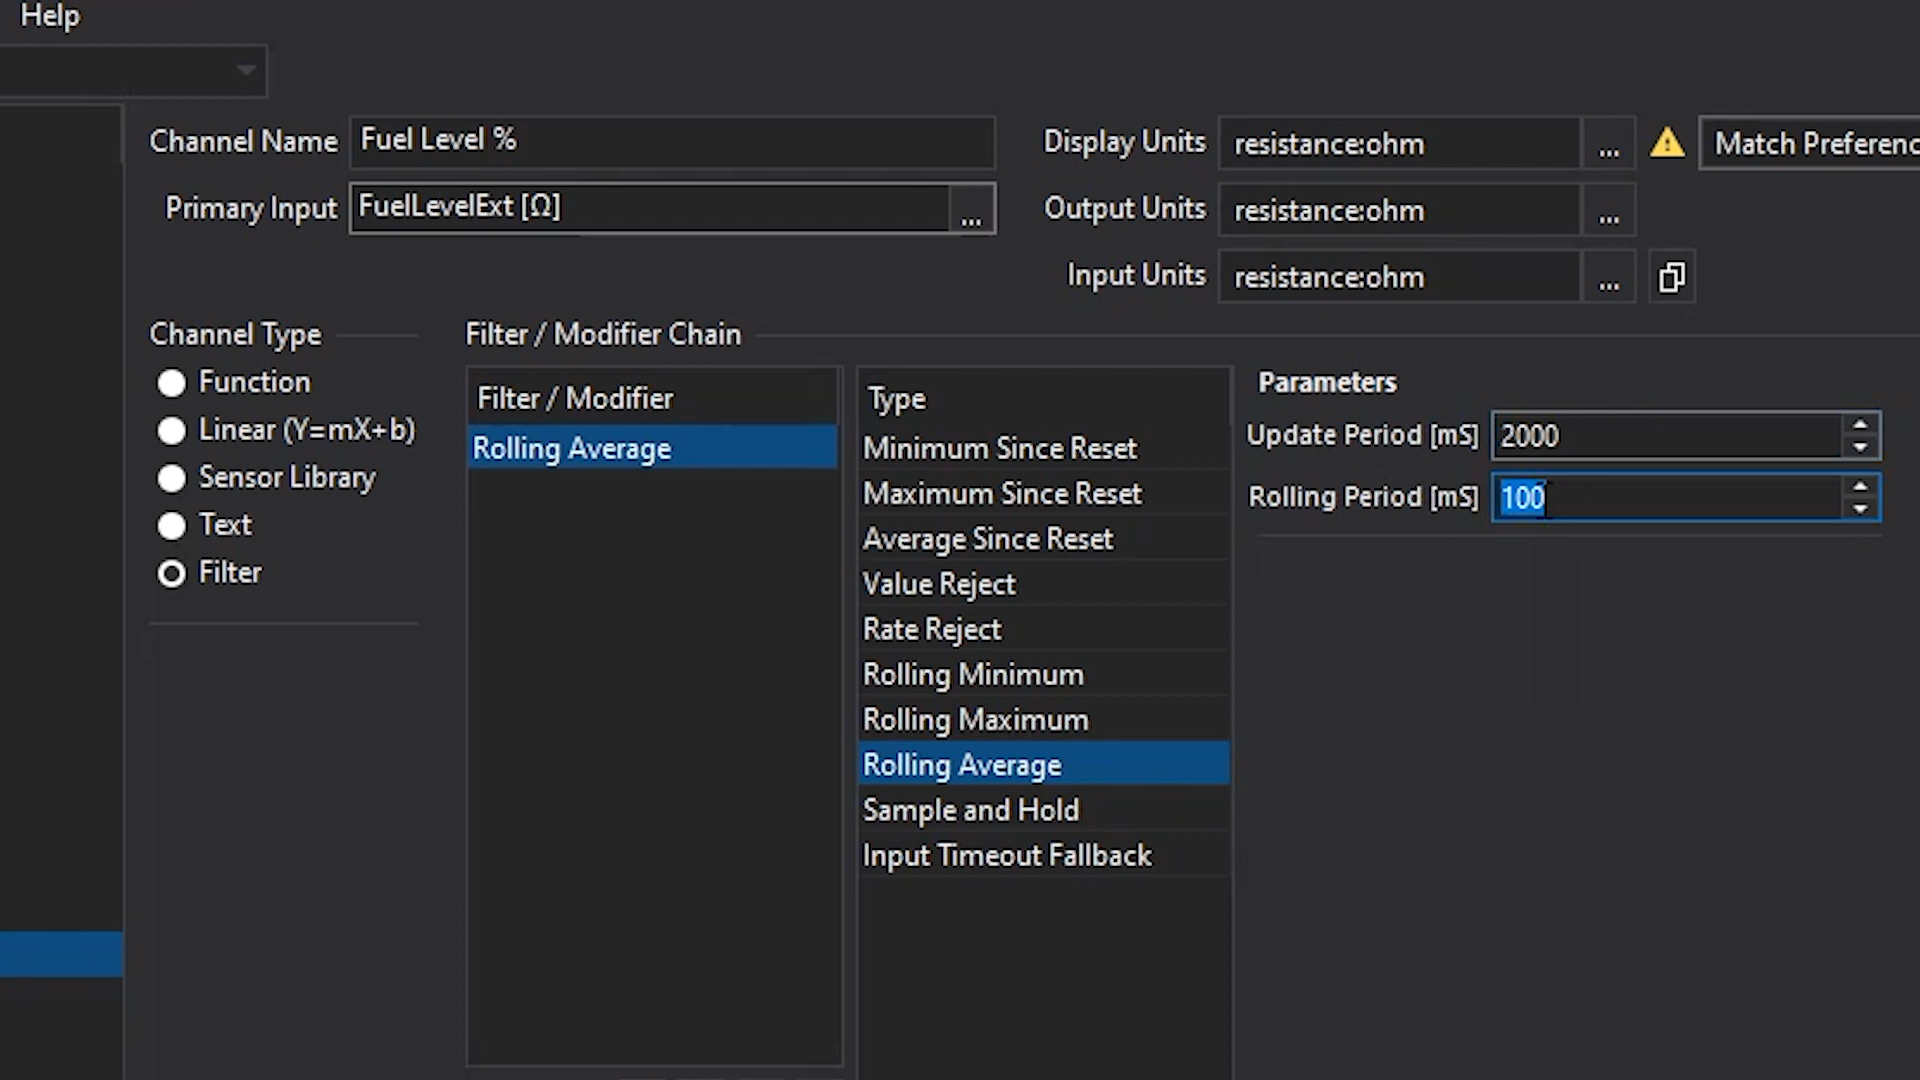 Help
Channel Name Fuel Level % Display Units resistance:ohm ... Match Preferenc
Primary Input FuelLevelExt [Ω] ... Output Units resistance:ohm ...
Input Units resistance:ohm ...
Channel Type
Function
Linear (Y=mX+b)
Sensor Library
Text
Filter
Filter / Modifier Chain
Filter / Modifier
Rolling Average
Type
Minimum Since Reset
Maximum Since Reset
Average Since Reset
Value Reject
Rate Reject
Rolling Minimum
Rolling Maximum
Rolling Average
Sample and Hold
Input Timeout Fallback
Parameters
Update Period [mS] 2000
Rolling Period [mS] 100